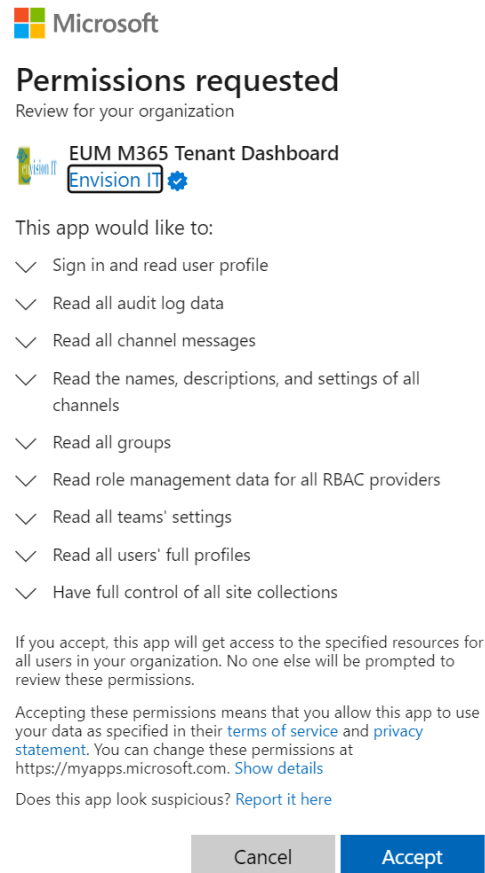 Microsoft
Permissions requested
Review for your organization
envision IT
EUM M365 Tenant Dashboard
Envision IT
This app would like to:
Sign in and read user profile
Read all audit log data
Read all channel messages
Read the names, descriptions, and settings of all
channels
Read all groups
Read role management data for all RBAC providers
Read all teams' settings
Read all users' full profiles
Have full control of all site collections
If you accept, this app will get access to the specified resources for
all users in your organization. No one else will be prompted to
review these permissions.
Accepting these permissions means that you allow this app to use
your data as specified in their terms of service and privacy
statement. You can change these permissions at
https://myapps.microsoft.com. Show details
Does this app look suspicious? Report it here
Cancel
Accept